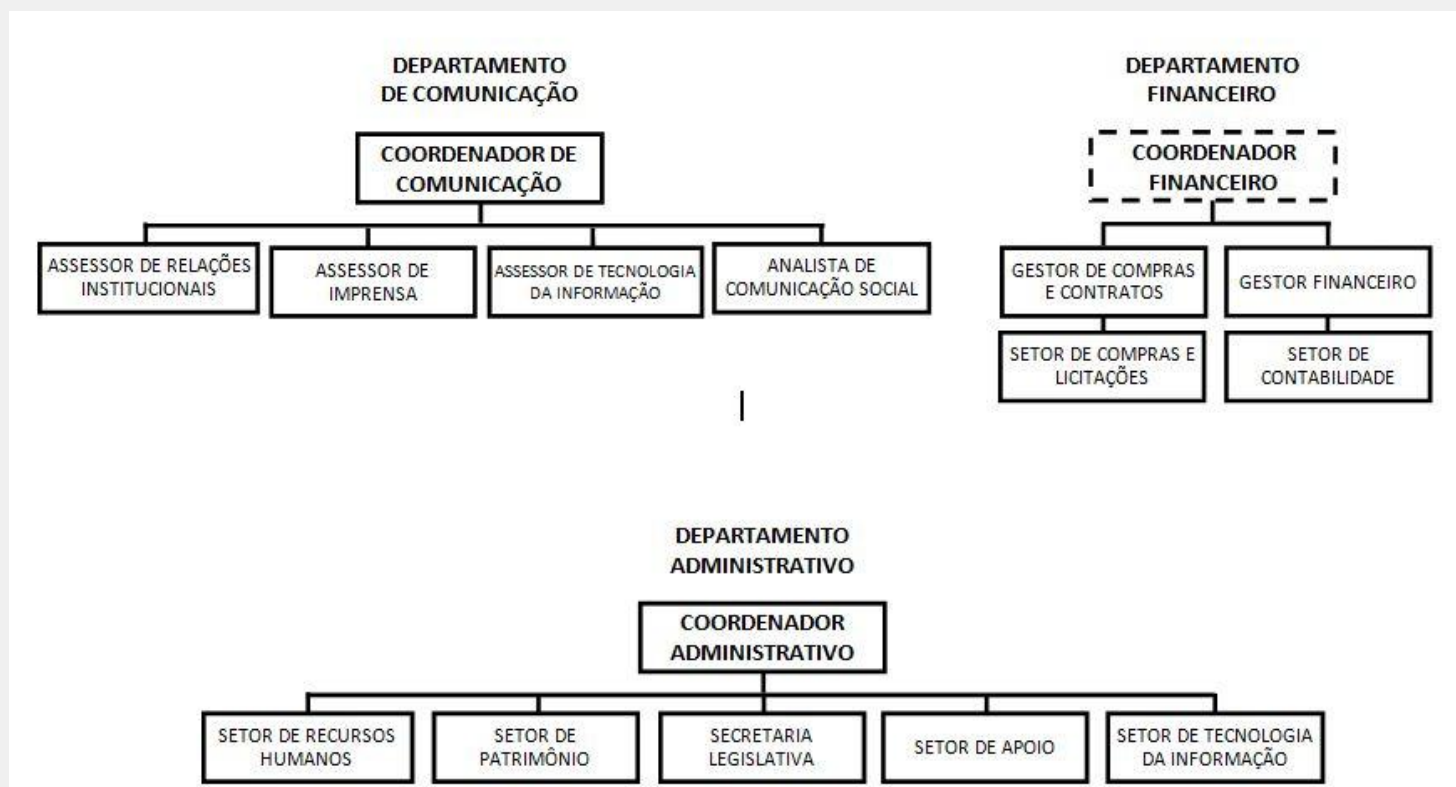 DEPARTAMENTO
DE COMUNICAÇÃO
COORDENADOR DE
COMUNICAÇÃO
ASSESSOR DE RELAÇÕES
INSTITUCIONAIS
ASSESSOR DE
IMPRENSA
ASSESSOR DE TECNOLOGIA
DA INFORMAÇÃO
ANALISTA DE
COMUNICAÇÃO SOCIAL
DEPARTAMENTO
FINANCEIRO
COORDENADOR
FINANCEIRO
GESTOR DE COMPRAS
E CONTRATOS
GESTOR FINANCEIRO
SETOR DE COMPRAS E
LICITAÇÕES
SETOR DE
CONTABILIDADE
DEPARTAMENTO
ADMINISTRATIVO
COORDENADOR
ADMINISTRATIVO
SETOR DE RECURSOS
HUMANOS
SETOR DE
PATRIMÔNIO
SECRETARIA
LEGISLATIVA
SETOR DE APOIO
SETOR DE TECNOLOGIA
DA INFORMAÇÃO